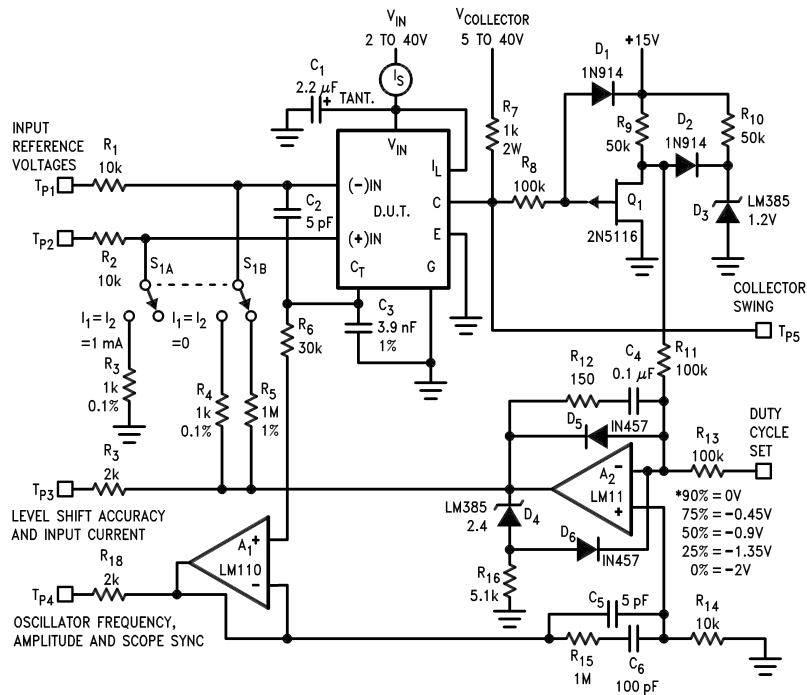 V_IN
2 TO 40V
V_COLLECTOR
5 TO 40V
+15V
D1
1N914
C1
2.2 µF
+ TANT.
I_S
R7
1k
2W
R9
50k
D2
1N914
R10
50k
INPUT
REFERENCE
VOLTAGES
R1
10k
V_IN
I_L
R8
100k
T_P1
(−)IN
C2
5 pF
D.U.T.
C
Q1
2N5116
D3
LM385
1.2V
T_P2
R2
10k
(+)IN
E
C_T
G
S1A
S1B
COLLECTOR
SWING
T_P5
I1=I2
=1 mA
I1=I2
=0
C3
3.9 nF
1%
R6
30k
R3
1k
0.1%
R4
1k
0.1%
R5
1M
1%
R12
150
C4
0.1 µF
R11
100k
D5
IN457
DUTY
CYCLE
SET
R13
100k
R3
2k
T_P3
A2
LM11
−
+
LEVEL SHIFT ACCURACY
AND INPUT CURRENT
LM385
2.4
D4
D6
IN457
*90% = 0V
75% = −0.45V
50% = −0.9V
25% = −1.35V
0% = −2V
R18
2k
A1
LM110
+
−
T_P4
R16
5.1k
OSCILLATOR FREQUENCY,
AMPLITUDE AND SCOPE SYNC
C5
5 pF
R14
10k
R15
1M
C6
100 pF